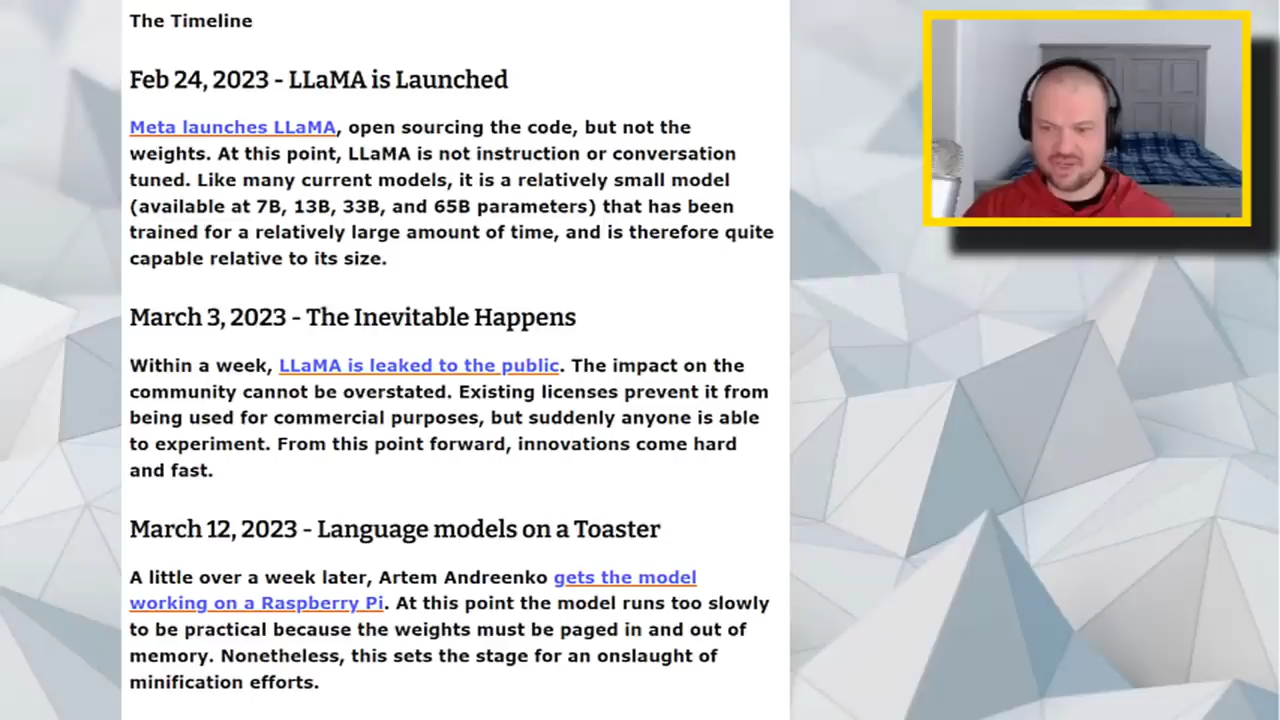 The Timeline
Feb 24, 2023 - LLaMA is Launched
Meta launches LLaMA, open sourcing the code, but not the
weights. At this point, LLaMA is not instruction or conversation
tuned. Like many current models, it is a relatively small model
(available at 7B, 13B, 33B, and 65B parameters) that has been
trained for a relatively large amount of time, and is therefore quite
capable relative to its size.
March 3, 2023 - The Inevitable Happens
Within a week, LLaMA is leaked to the public. The impact on the
community cannot be overstated. Existing licenses prevent it from
being used for commercial purposes, but suddenly anyone is able
to experiment. From this point forward, innovations come hard
and fast.
March 12, 2023 - Language models on a Toaster
A little over a week later, Artem Andreenko gets the model
working on a Raspberry Pi. At this point the model runs too slowly
to be practical because the weights must be paged in and out of
memory. Nonetheless, this sets the stage for an onslaught of
minification efforts.